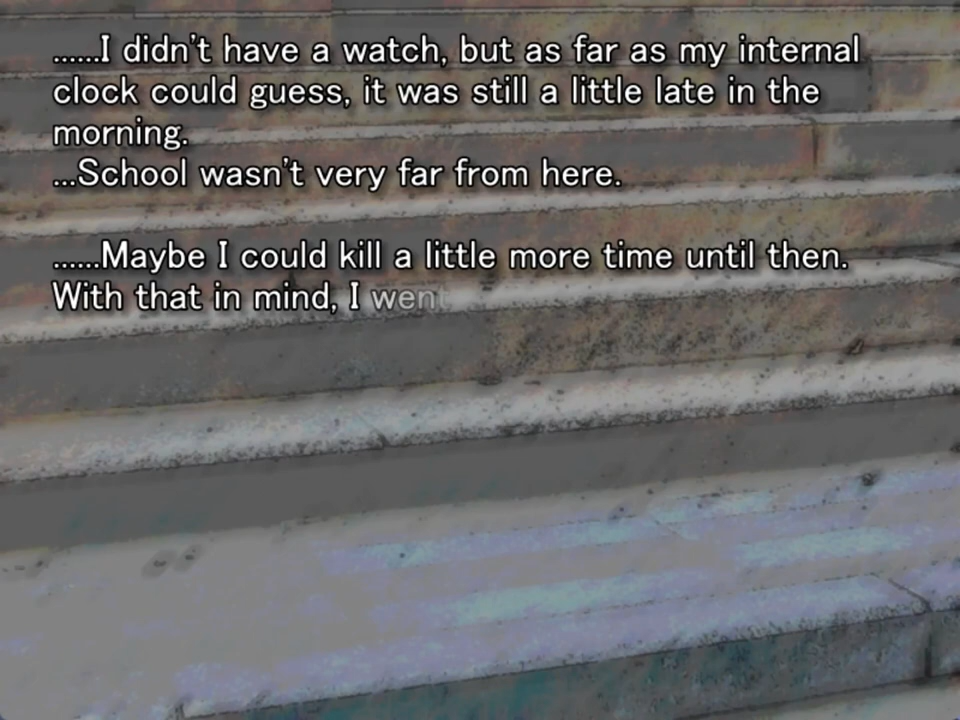 ......I didn't have a watch, but as far as my internal
clock could guess, it was still a little late in the
morning.
...School wasn't very far from here.
......Maybe I could kill a little more time until then.
With that in mind, I went